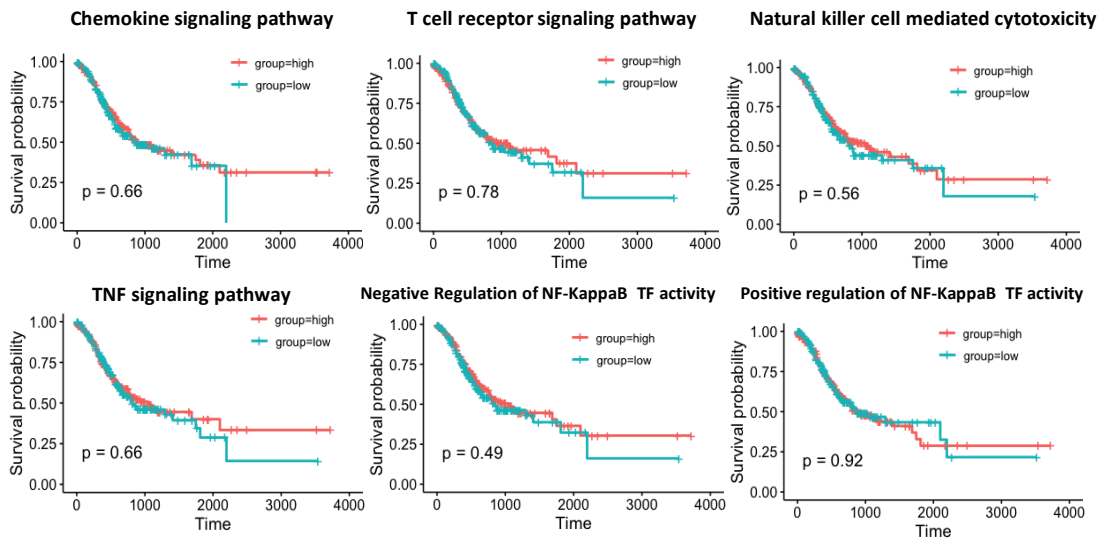 Chemokine signaling pathway
Survival probability
1.00
0.75
0.50
0.25
0.00
group=high
group=low
p = 0.66
0 1000 2000 3000 4000
Time
T cell receptor signaling pathway
Survival probability
1.00
0.75
0.50
0.25
0.00
group=high
group=low
p = 0.78
0 1000 2000 3000 4000
Time
Natural killer cell mediated cytotoxicity
Survival probability
1.00
0.75
0.50
0.25
0.00
group=high
group=low
p = 0.56
0 1000 2000 3000 4000
Time
TNF signaling pathway
Survival probability
1.00
0.75
0.50
0.25
0.00
group=high
group=low
p = 0.66
0 1000 2000 3000 4000
Time
Negative Regulation of NF-KappaB TF activity
Survival probability
1.00
0.75
0.50
0.25
0.00
group=high
group=low
p = 0.49
0 1000 2000 3000 4000
Time
Positive regulation of NF-KappaB TF activity
Survival probability
1.00
0.75
0.50
0.25
0.00
group=high
group=low
p = 0.92
0 1000 2000 3000 4000
Time